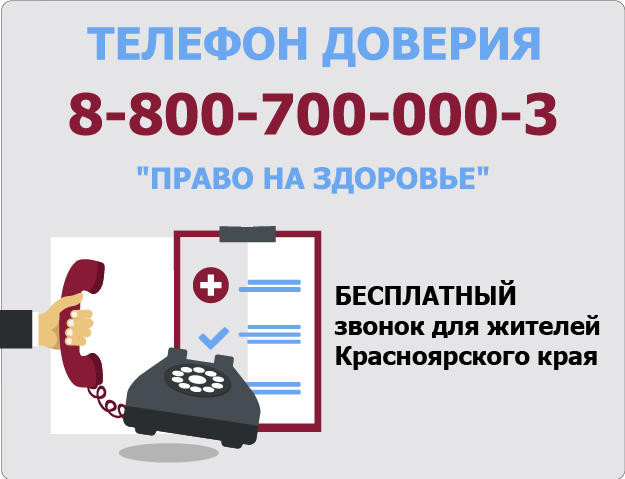 ТЕЛЕФОН ДОВЕРИЯ
8-800-700-000-3
"ПРАВО НА ЗДОРОВЬЕ"
БЕСПЛАТНЫЙ
звонок для жителей
Красноярского края